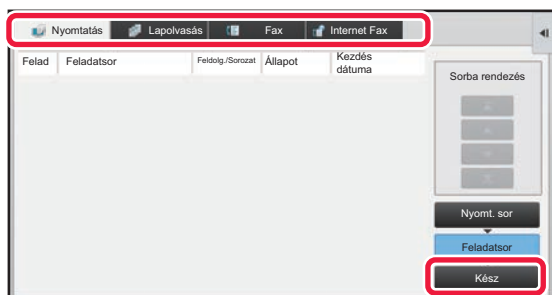 Nyomtatás Lapolvasás Fax Internet Fax
Felad Feladatsor Feldolg./Sorozat Állapot Kezdés
dátuma
Sorba rendezés
Nyomt. sor
Feladatsor
Kész